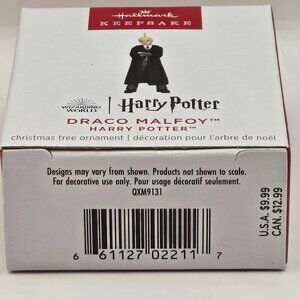 Hallmark
KEEPSAKE
WIZARDING WORLD | Harry Potter
DRACO MALFOY™
HARRY POTTER™
christmas tree ornament | décoration pour l'arbre de noël
Designs may vary from shown. Products not shown to scale.
For decorative use only. Pour usage décoratif seulement.
QXM9131
6 61127 02211 7
U.S.A. $9.99
CAN. $12.99